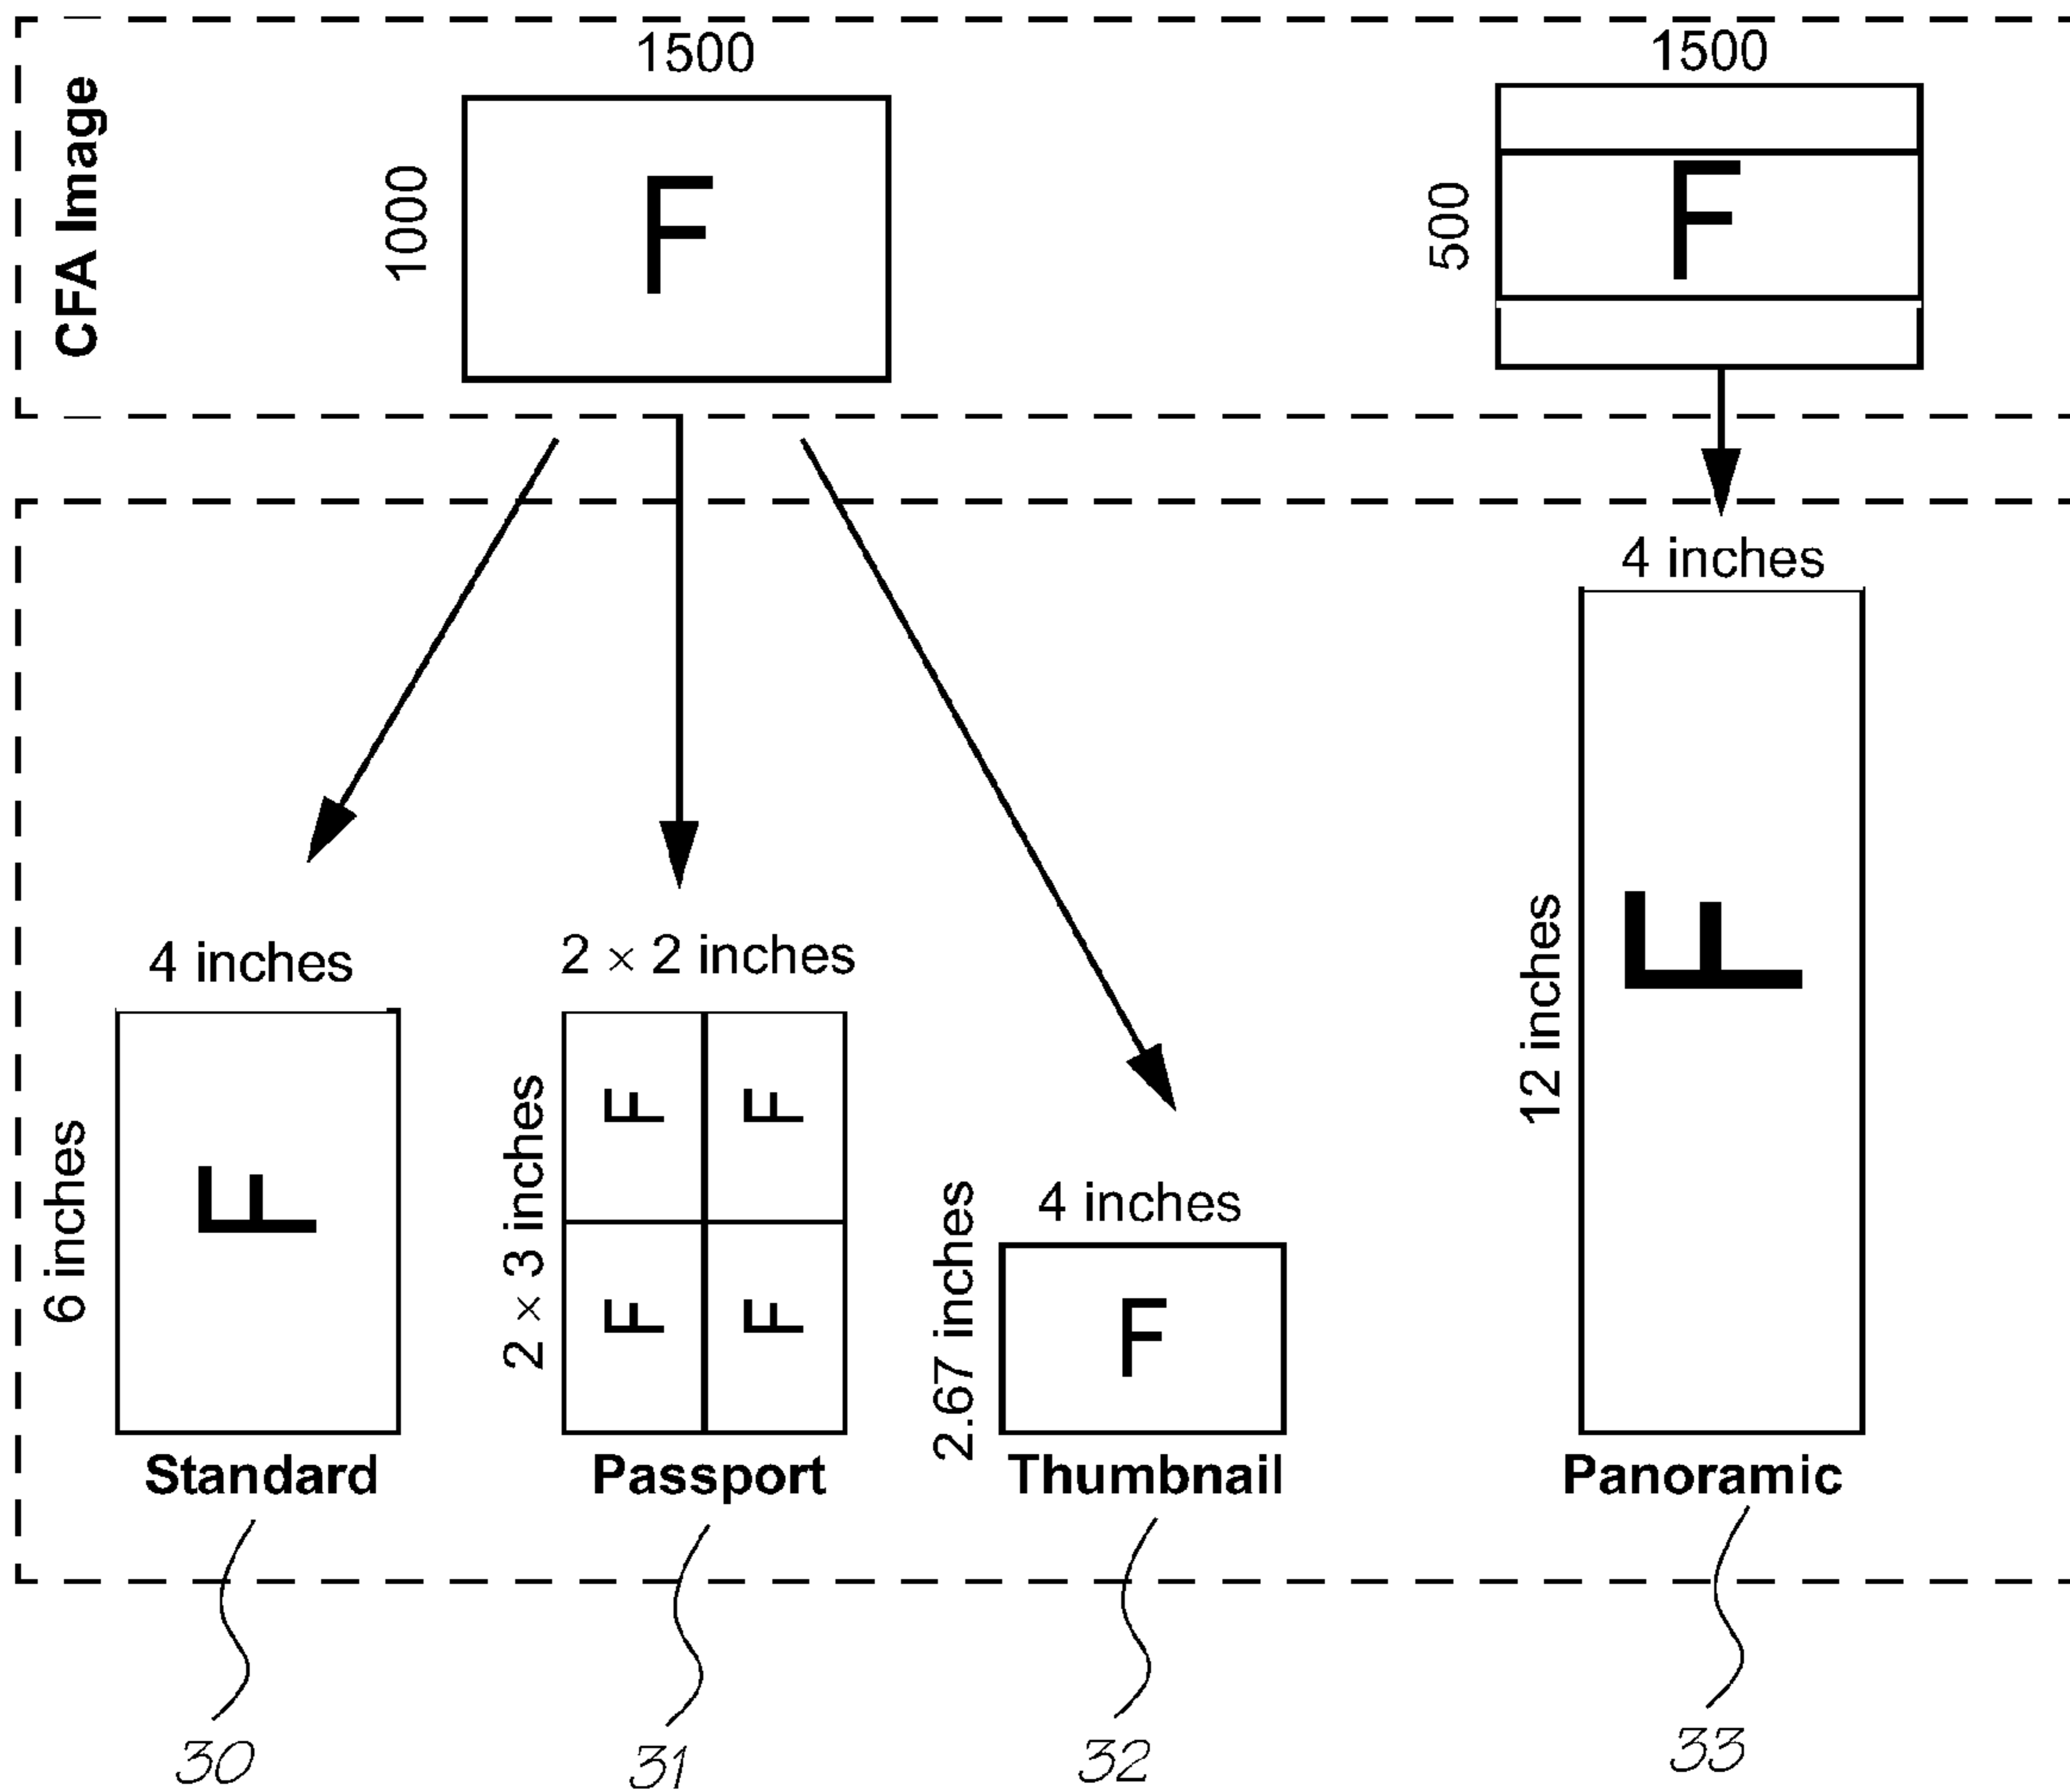 CFA Image
1500
1000
F
1500
500
F
4 inches
6 inches
F
Standard
2 × 2 inches
2 × 3 inches
F F
F F
Passport
4 inches
2.67 inches
F
Thumbnail
4 inches
12 inches
F
Panoramic
30
31
32
33